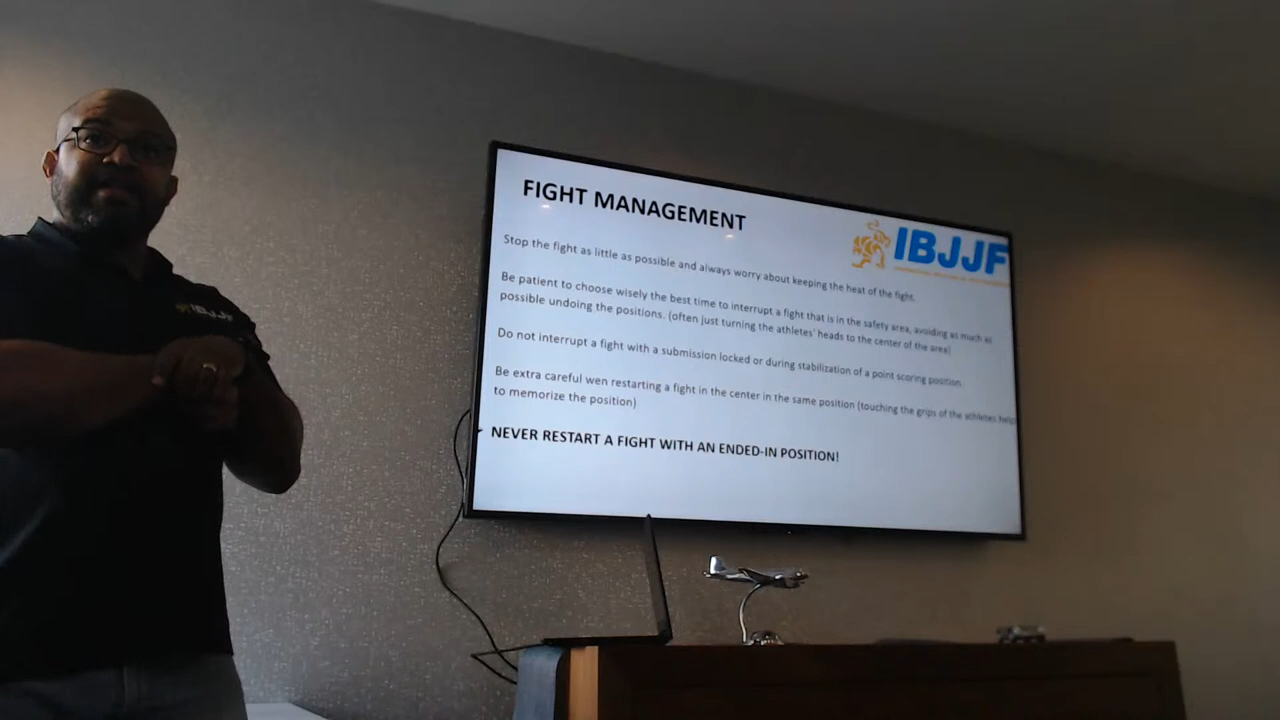 FIGHT MANAGEMENT
IBJJF
Stop the fight as little as possible and always worry about keeping the heat of the fight.
Be patient to choose wisely the best time to interrupt a fight that is in the safety area, avoiding as much as
possible undoing the positions. (often just turning the athletes' heads to the center of the area)
Do not interrupt a fight with a submission locked or during stabilization of a point scoring position.
Be extra careful wen restarting a fight in the center in the same position (touching the grips of the athletes help
to memorize the position)
NEVER RESTART A FIGHT WITH AN ENDED-IN POSITION!
IBJJF